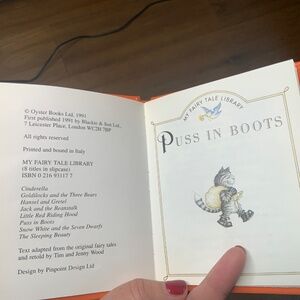 © Oyster Books Ltd, 1991
First published 1991 by Blackie & Son Ltd.,
7 Leicester Place, London WC2H 7BP
All rights reserved
Printed and bound in Italy
MY FAIRY TALE LIBRARY
(8 titles in slipcase)
ISBN 0 216 93117 7
Cinderella
Goldilocks and the Three Bears
Hansel and Gretel
Jack and the Beanstalk
Little Red Riding Hood
Puss in Boots
Snow White and the Seven Dwarfs
The Sleeping Beauty
Text adapted from the original fairy tales
and retold by Tim and Jenny Wood
Design by Pinpoint Design Ltd
MY FAIRY TALE LIBRARY
PUSS IN BOOTS